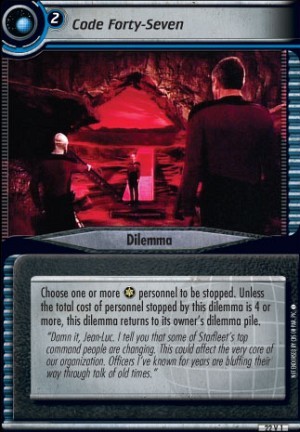 2 Code Forty-Seven
Dilemma
Choose one or more personnel to be stopped. Unless
the total cost of personnel stopped by this dilemma is 4 or
more, this dilemma returns to its owner's dilemma pile.
"Damn it, Jean-Luc, I tell you that some of Starfleet's top
command people are changing. This could affect the very core of
our organization. Officers I've known for years are bluffing their
way through talk of old times."
22 V 1